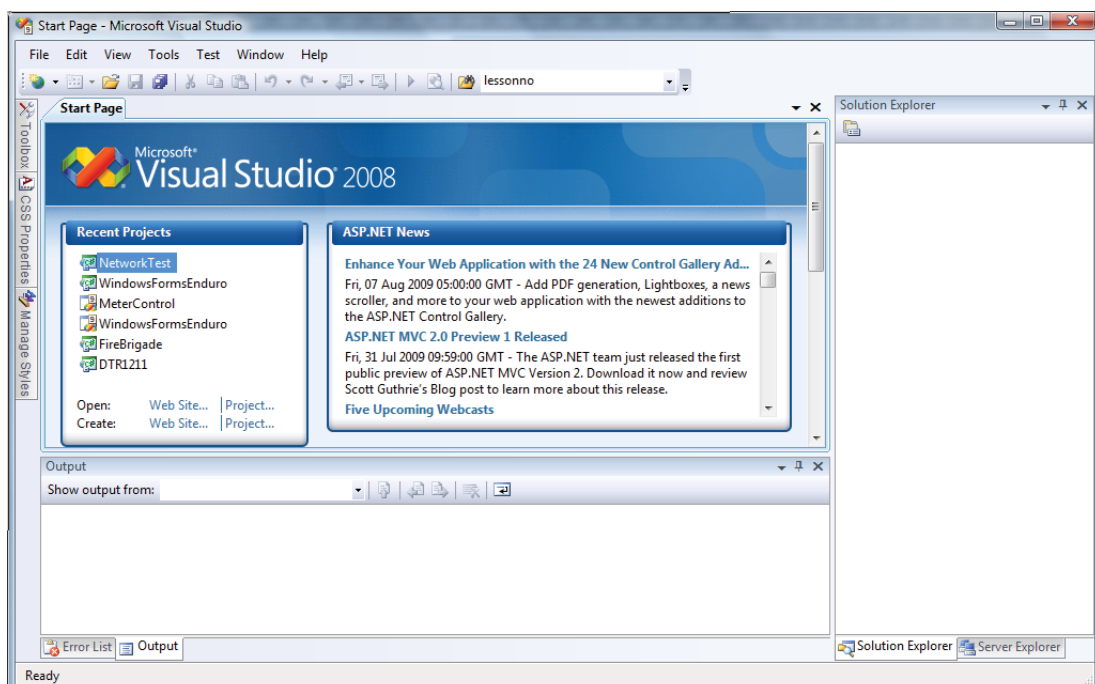 Start Page - Microsoft Visual Studio
File Edit View Tools Test Window Help
lessonno
Toolbox
CSS Properties
Manage Styles
Start Page
Microsoft®
Visual Studio® 2008
Recent Projects
NetworkTest
WindowsFormsEnduro
MeterControl
WindowsFormsEnduro
FireBrigade
DTR1211
Open: Web Site... | Project...
Create: Web Site... | Project...
ASP.NET News
Enhance Your Web Application with the 24 New Control Gallery Ad...
Fri, 07 Aug 2009 05:00:00 GMT - Add PDF generation, Lightboxes, a news
scroller, and more to your web application with the newest additions to
the ASP.NET Control Gallery.
ASP.NET MVC 2.0 Preview 1 Released
Fri, 31 Jul 2009 09:59:00 GMT - The ASP.NET team just released the first
public preview of ASP.NET MVC Version 2. Download it now and review
Scott Guthrie's Blog post to learn more about this release.
Five Upcoming Webcasts
Output
Show output from:
Error List Output
Solution Explorer
Solution Explorer Server Explorer
Ready